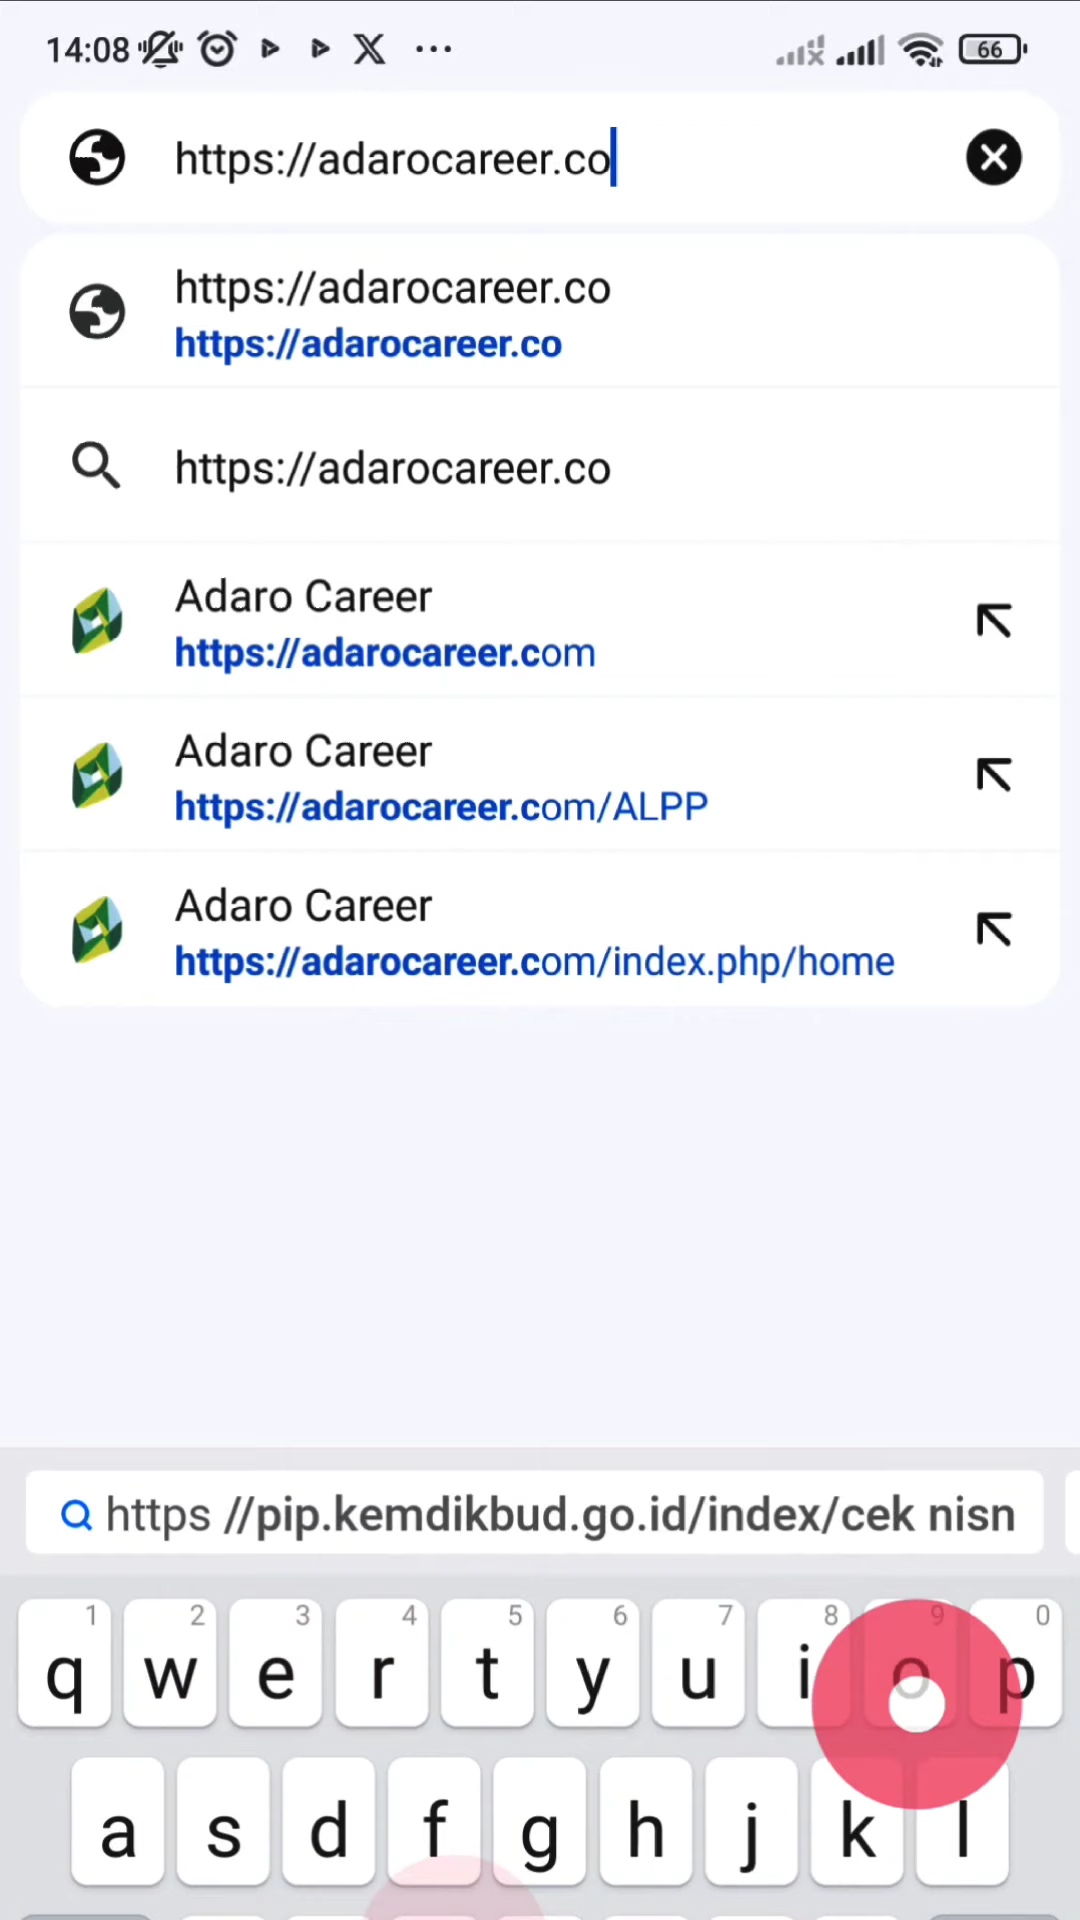 14:08
66
https://adarocareer.co
https://adarocareer.co
https://adarocareer.co
https://adarocareer.co
Adaro Career
https://adarocareer.com
Adaro Career
https://adarocareer.com/ALPP
Adaro Career
https://adarocareer.com/index.php/home
https //pip.kemdikbud.go.id/index/cek nisn
1 2 3 4 5 6 7 8 9 0
q w e r t y u i o p
a s d f g h j k l